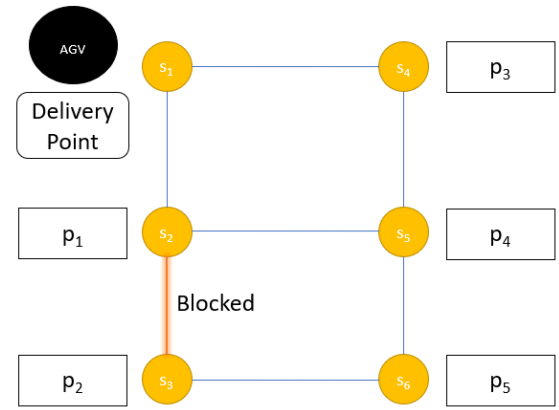 AGV
s₁
s₄
p₃
Delivery
Point
p₁
s₂
s₅
p₄
Blocked
p₂
s₃
s₆
p₅